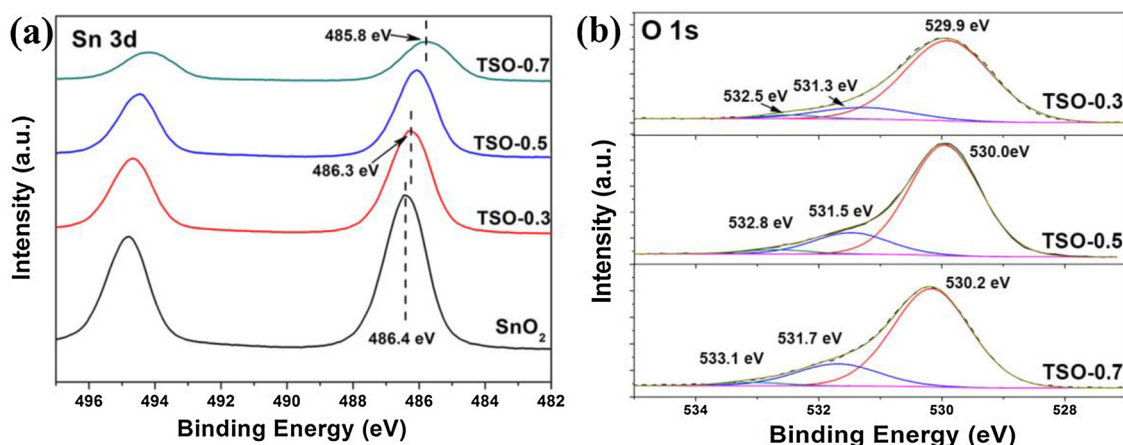 (a)
Sn 3d
485.8 eV
TSO-0.7
TSO-0.5
486.3 eV
TSO-0.3
SnO2
486.4 eV
Intensity (a.u.)
496 494 492 490 488 486 484 482
Binding Energy (eV)
(b)
O 1s
529.9 eV
531.3 eV
532.5 eV
TSO-0.3
530.0eV
531.5 eV
532.8 eV
TSO-0.5
530.2 eV
531.7 eV
533.1 eV
TSO-0.7
Intensity (a.u.)
534 532 530 528
Binding Energy (eV)